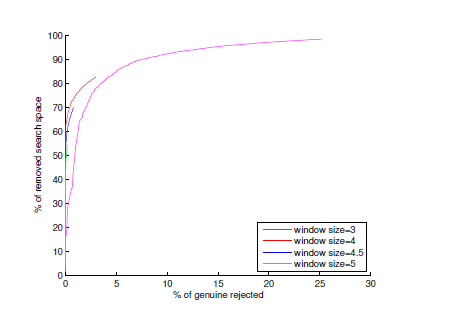 100
90
80
70
60
50
40
30
20
10
0
% of removed search space
0 5 10 15 20 25 30
% of genuine rejected
window size=3
window size=4
window size=4.5
window size=5